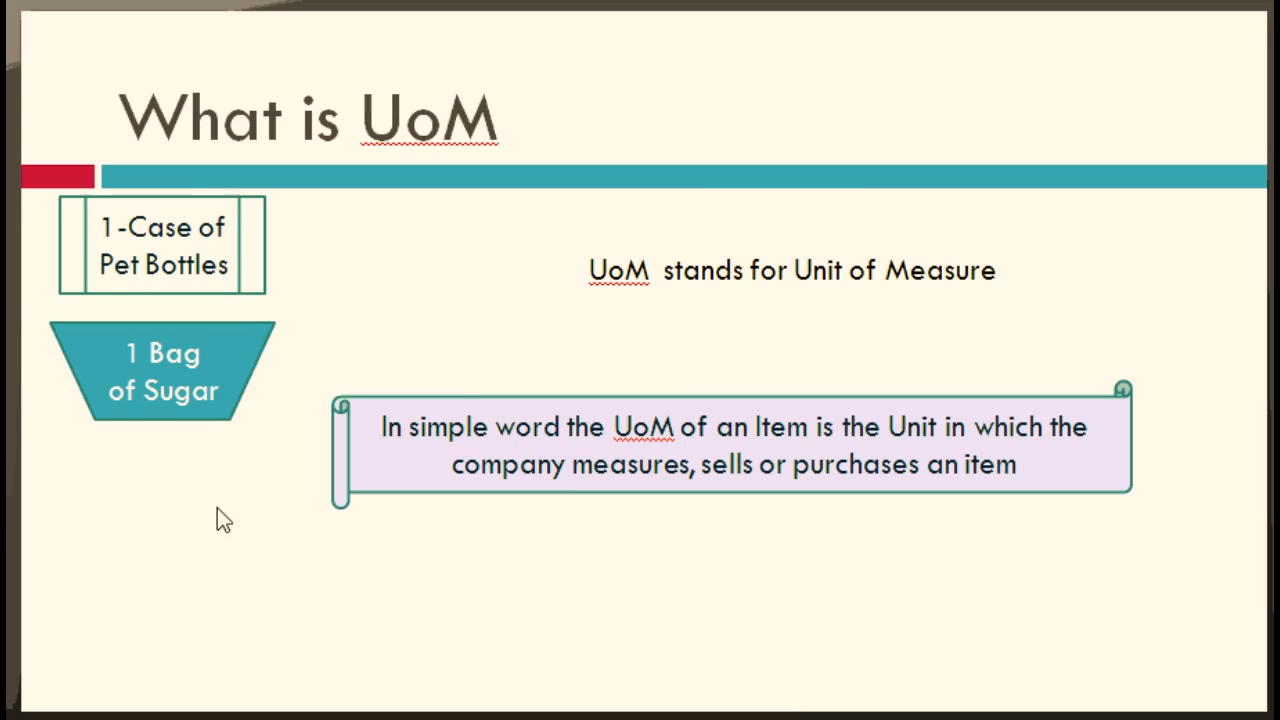 What is UoM
1-Case of
Pet Bottles
UoM stands for Unit of Measure
1 Bag
of Sugar
In simple word the UoM of an Item is the Unit in which the
company measures, sells or purchases an item